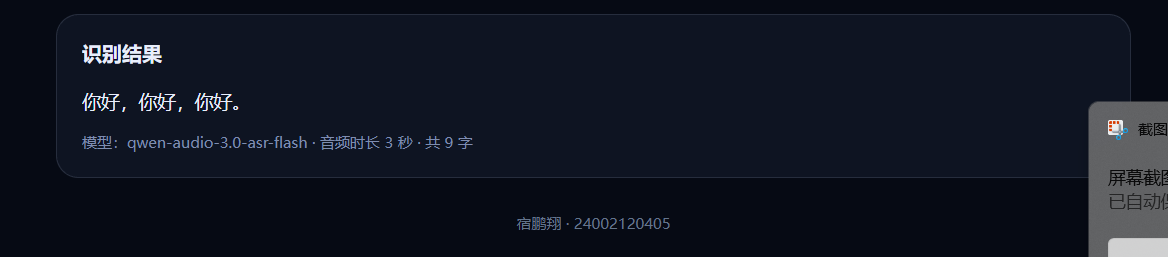 识别结果
你好，你好，你好。
模型：qwen-audio-3.0-asr-flash · 音频时长 3 秒 · 共 9 字
截图
屏幕截图
已自动保
宿鹏翔 · 24002120405